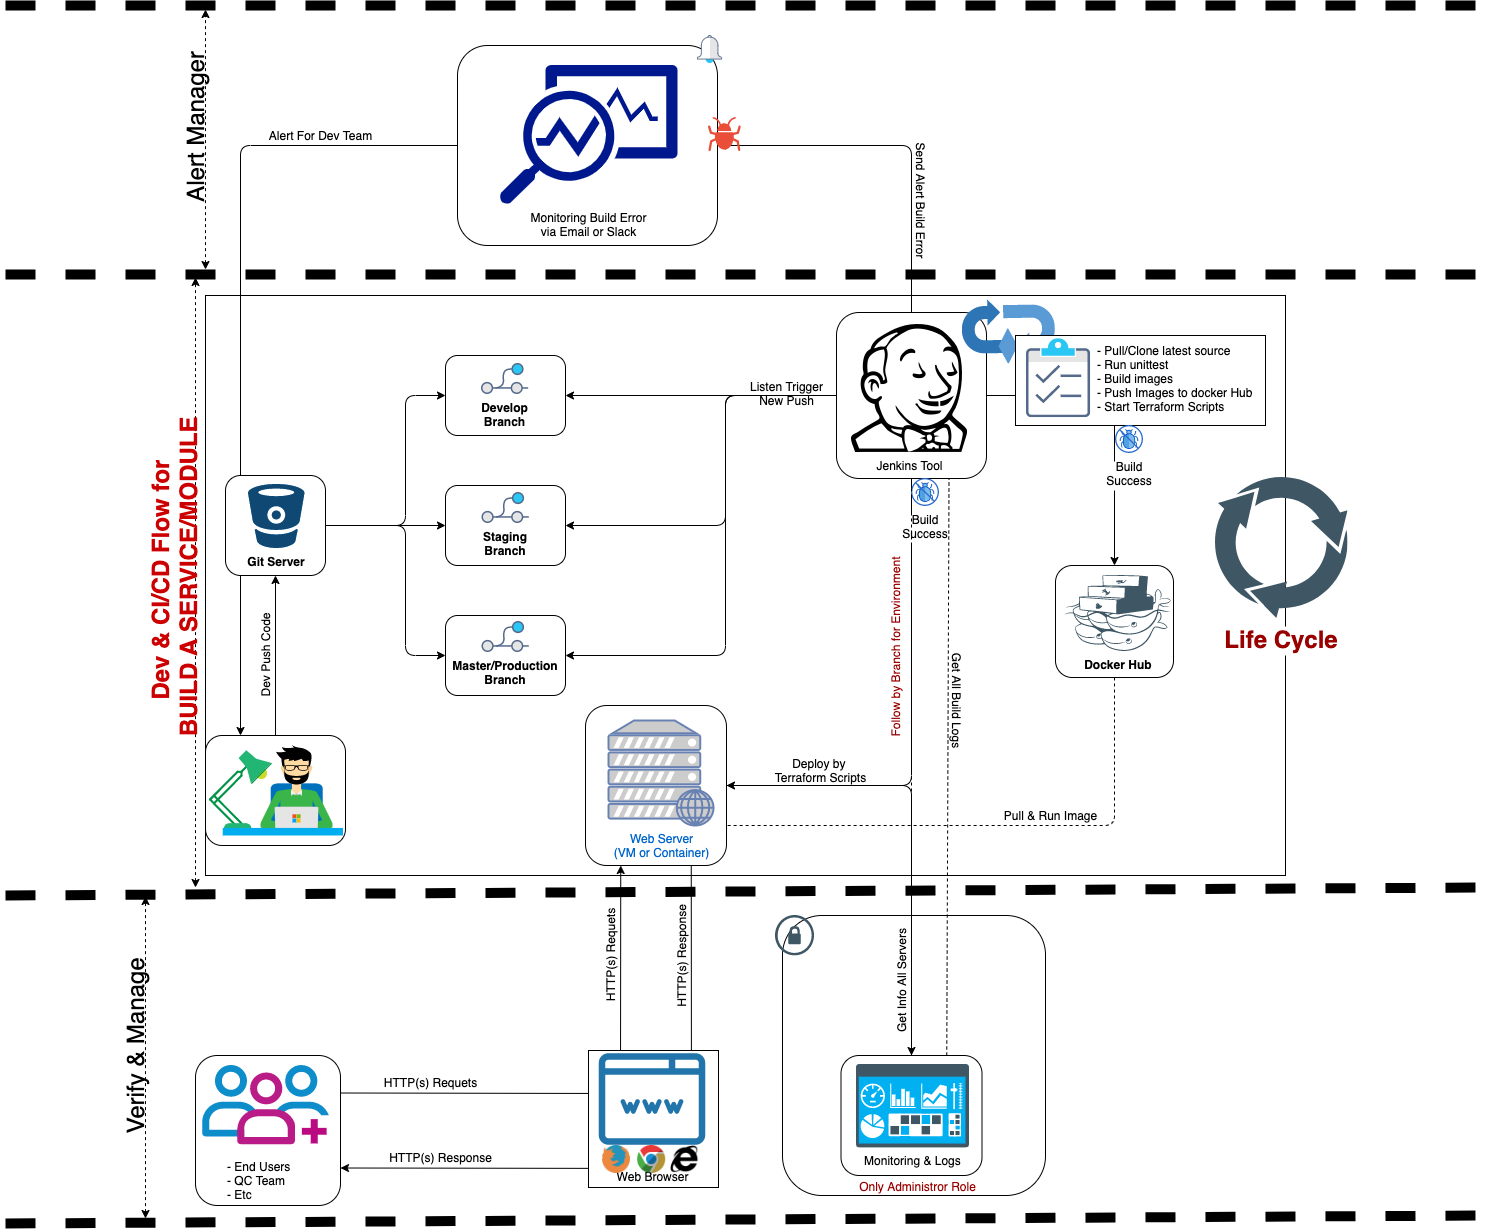 Alert Manager
Alert For Dev Team
Monitoring Build Error
via Email or Slack
Send Alert Build Error
Dev & CI/CD Flow for
BUILD A SERVICE/MODULE
Develop
Branch
Listen Trigger
New Push
Jenkins Tool
- Pull/Clone latest source
- Run unittest
- Build images
- Push Images to docker Hub
- Start Terraform Scripts
Build
Success
Git Server
Staging
Branch
Build
Success
Follow by Branch for Environment
Get All Build Logs
Docker Hub
Life Cycle
Dev Push Code
Master/Production
Branch
Deploy by
Terraform Scripts
Pull & Run Image
Web Server
(VM or Container)
Verify & Manage
HTTP(s) Requets
HTTP(s) Response
Get Info All Servers
HTTP(s) Requets
HTTP(s) Response
- End Users
- QC Team
- Etc
www
Web Browser
Monitoring & Logs
Only Administror Role